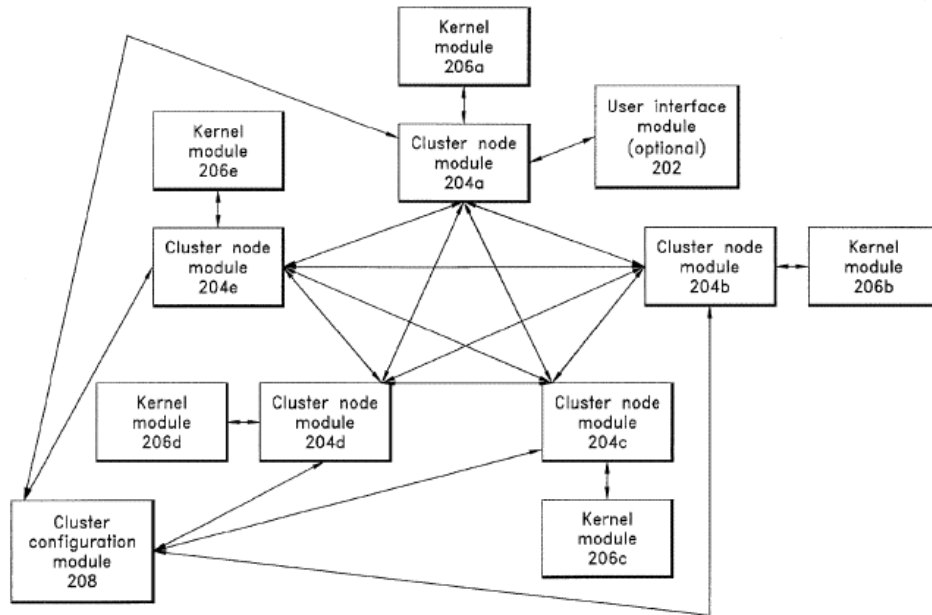 Kernel
module
206a
User interface
module
(optional)
202
Cluster node
module
204a
Kernel
module
206e
Cluster node
module
204e
Cluster node
module
204b
Kernel
module
206b
Kernel
module
206d
Cluster node
module
204d
Cluster node
module
204c
Cluster
configuration
module
208
Kernel
module
206c